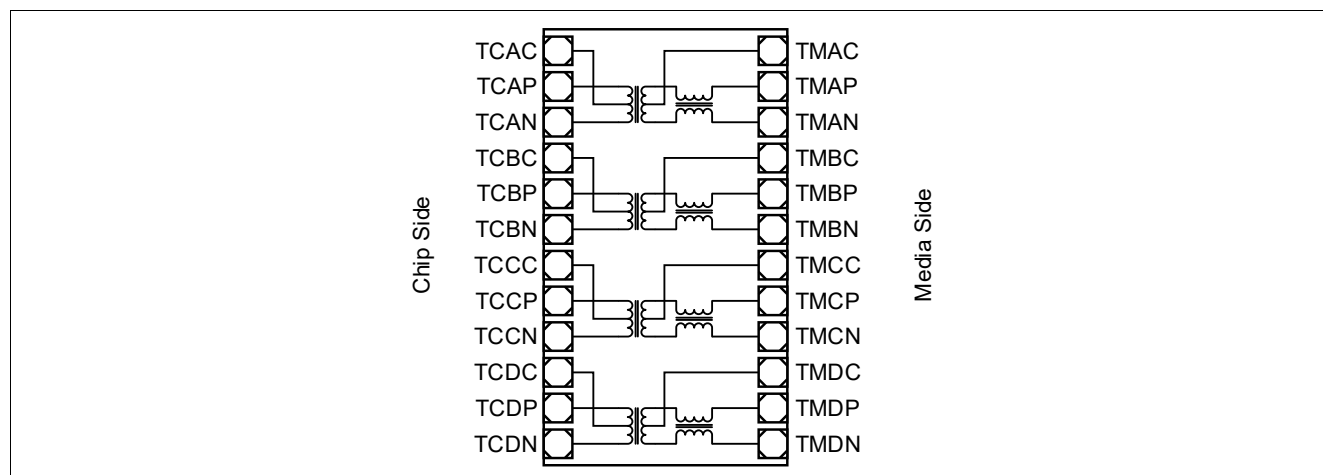 TCAC
TMAC
TCAP
TMAP
TCAN
TMAN
TCBC
TMBC
TCBP
TMBP
TCBN
TMBN
TCCC
TMCC
TCCP
TMCP
TCCN
TMCN
TCDC
TMDC
TCDP
TMDP
TCDN
TMDN
Chip Side
Media Side